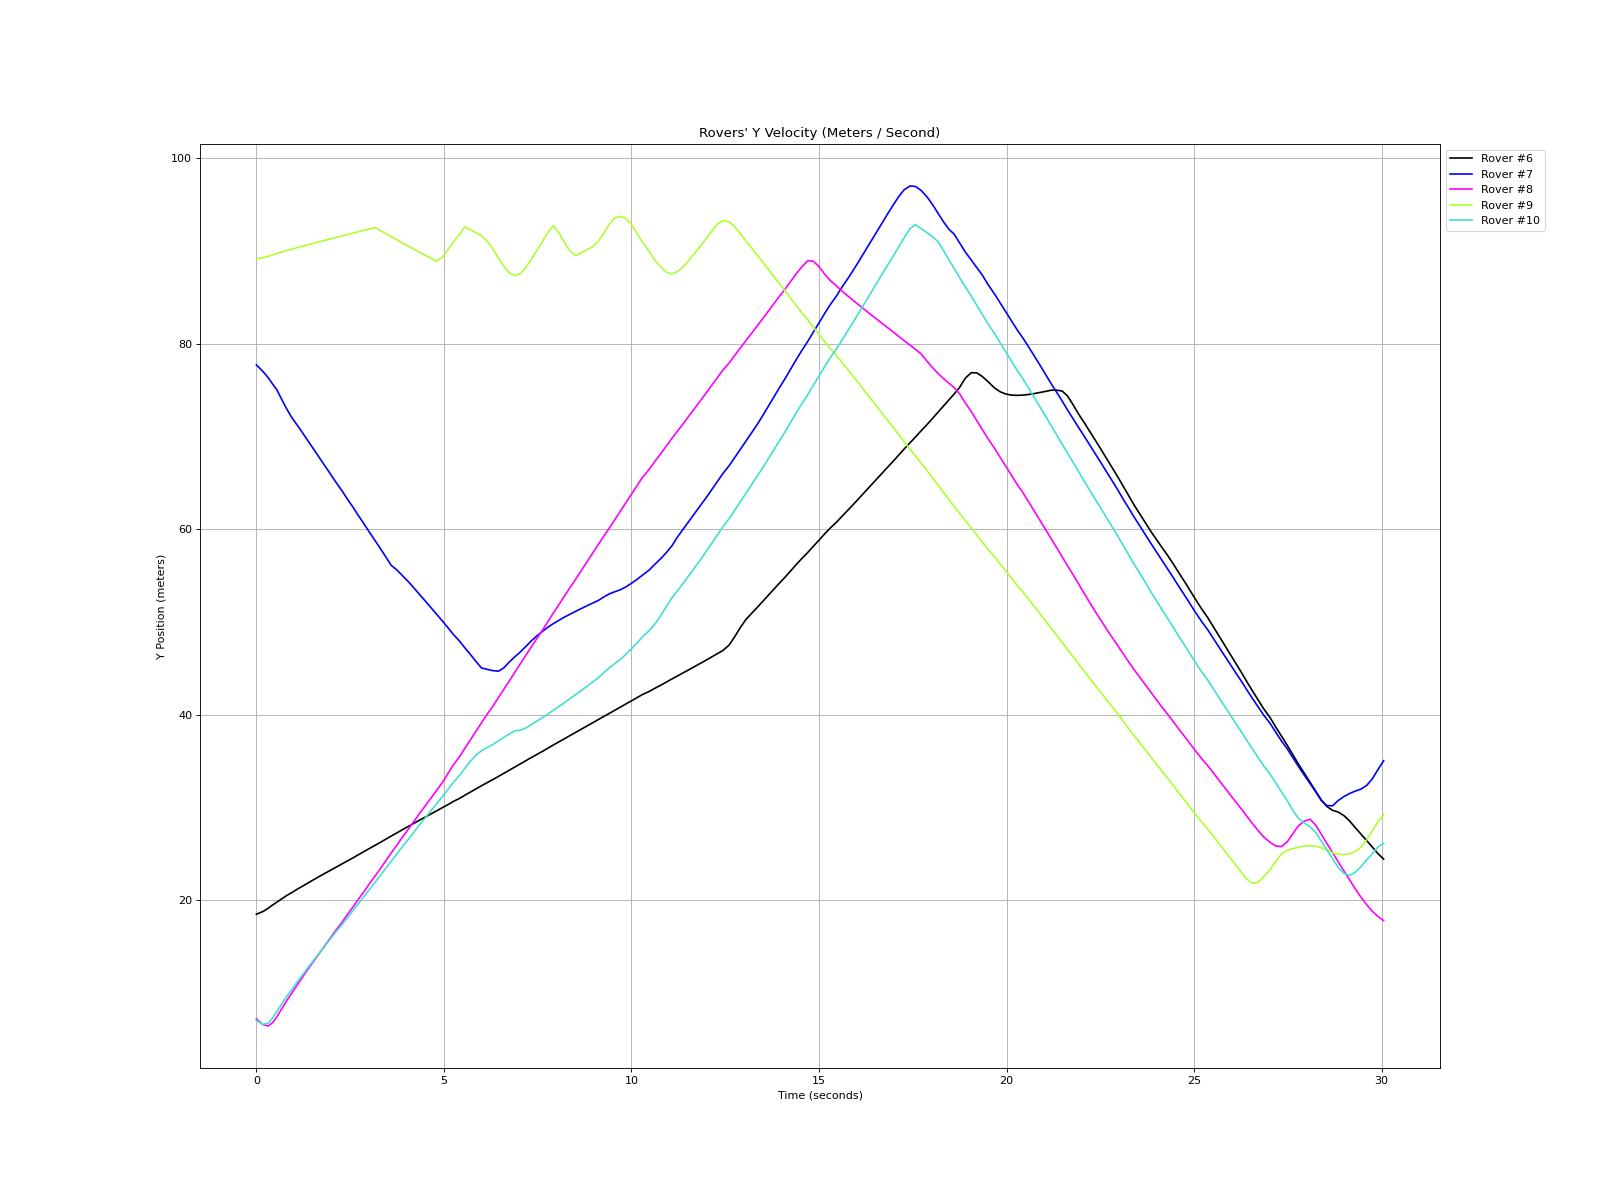 Rovers' Y Velocity (Meters / Second)
Rover #6
Rover #7
Rover #8
Rover #9
Rover #10
Y Position (meters)
100
80
60
40
20
0 5 10 15 20 25 30
Time (seconds)